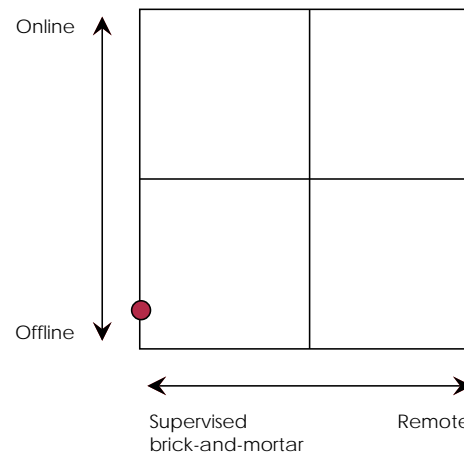 Online
Offline
Supervised
brick-and-mortar
Remote